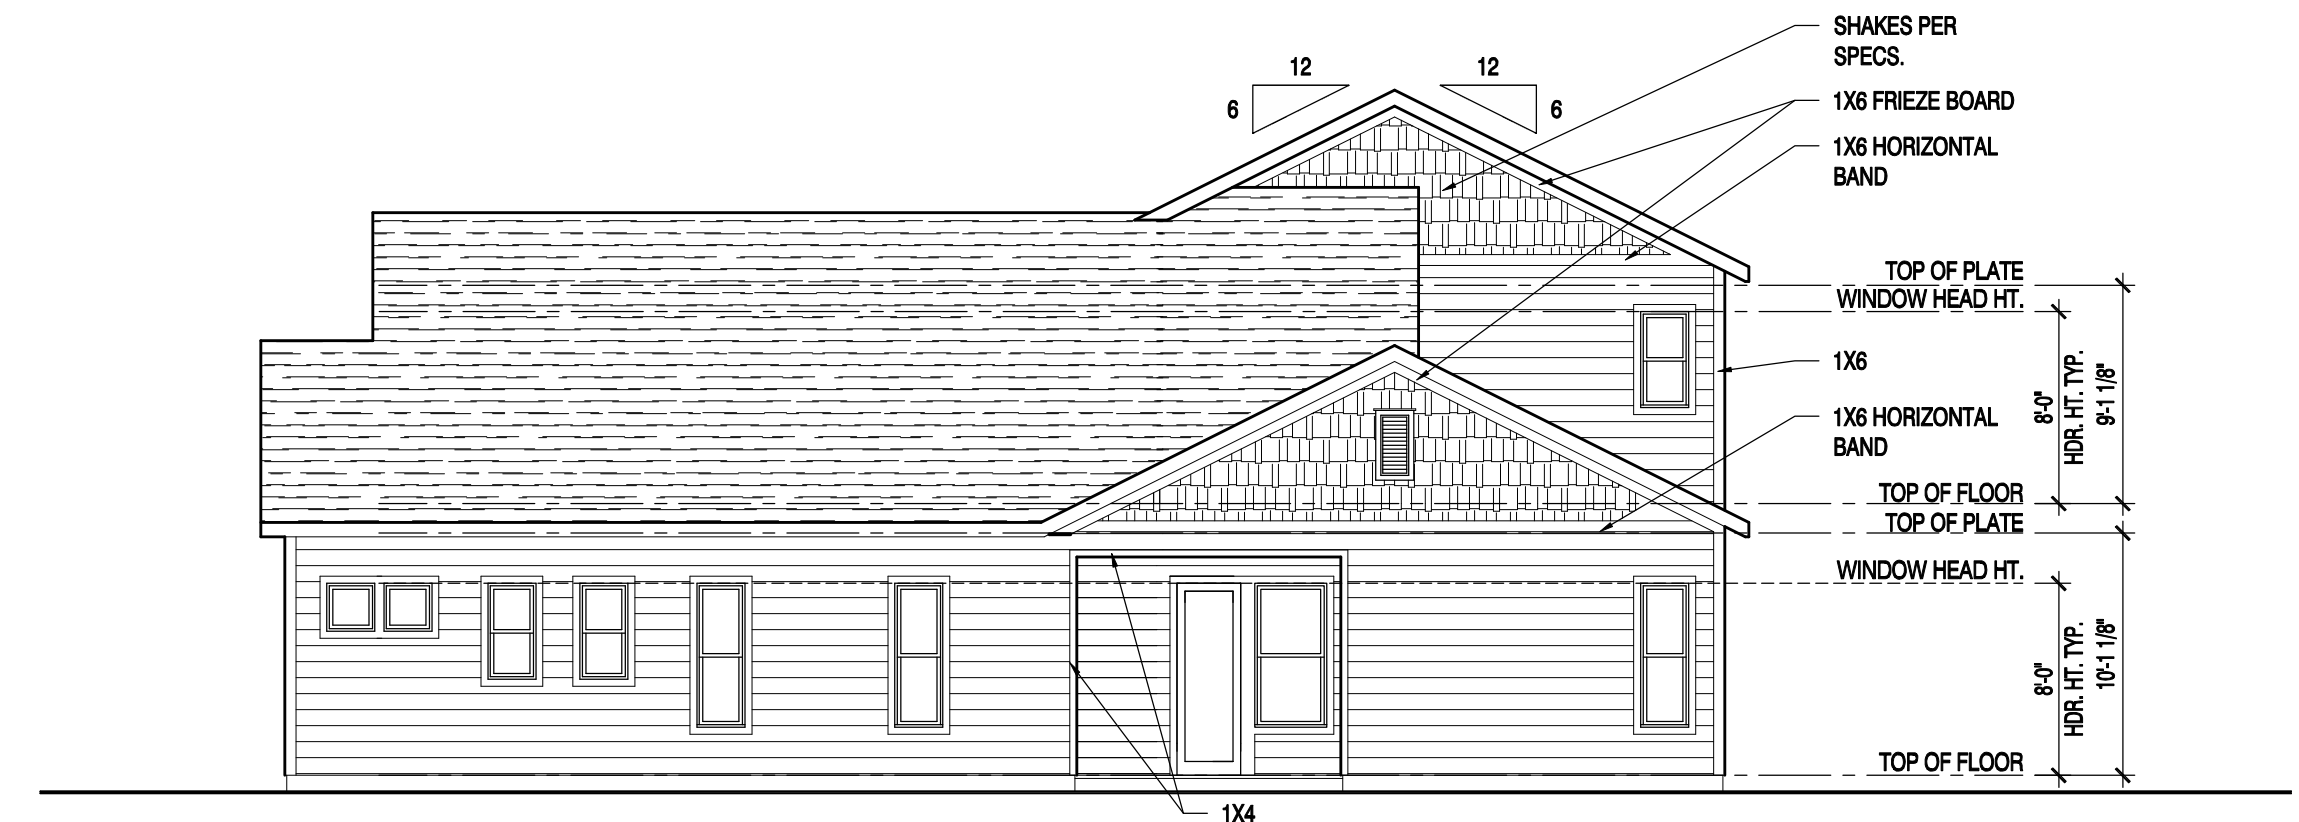 SHAKES PER
SPECS.
12
12
6
6
1X6 FRIEZE BOARD
1X6 HORIZONTAL
BAND
TOP OF PLATE
WINDOW HEAD HT.
1X6
8'-0"
HDR. HT. TYP.
9'-1 1/8"
1X6 HORIZONTAL
BAND
TOP OF FLOOR
TOP OF PLATE
WINDOW HEAD HT.
8'-0"
HDR. HT. TYP.
10'-1 1/8"
TOP OF FLOOR
1X4